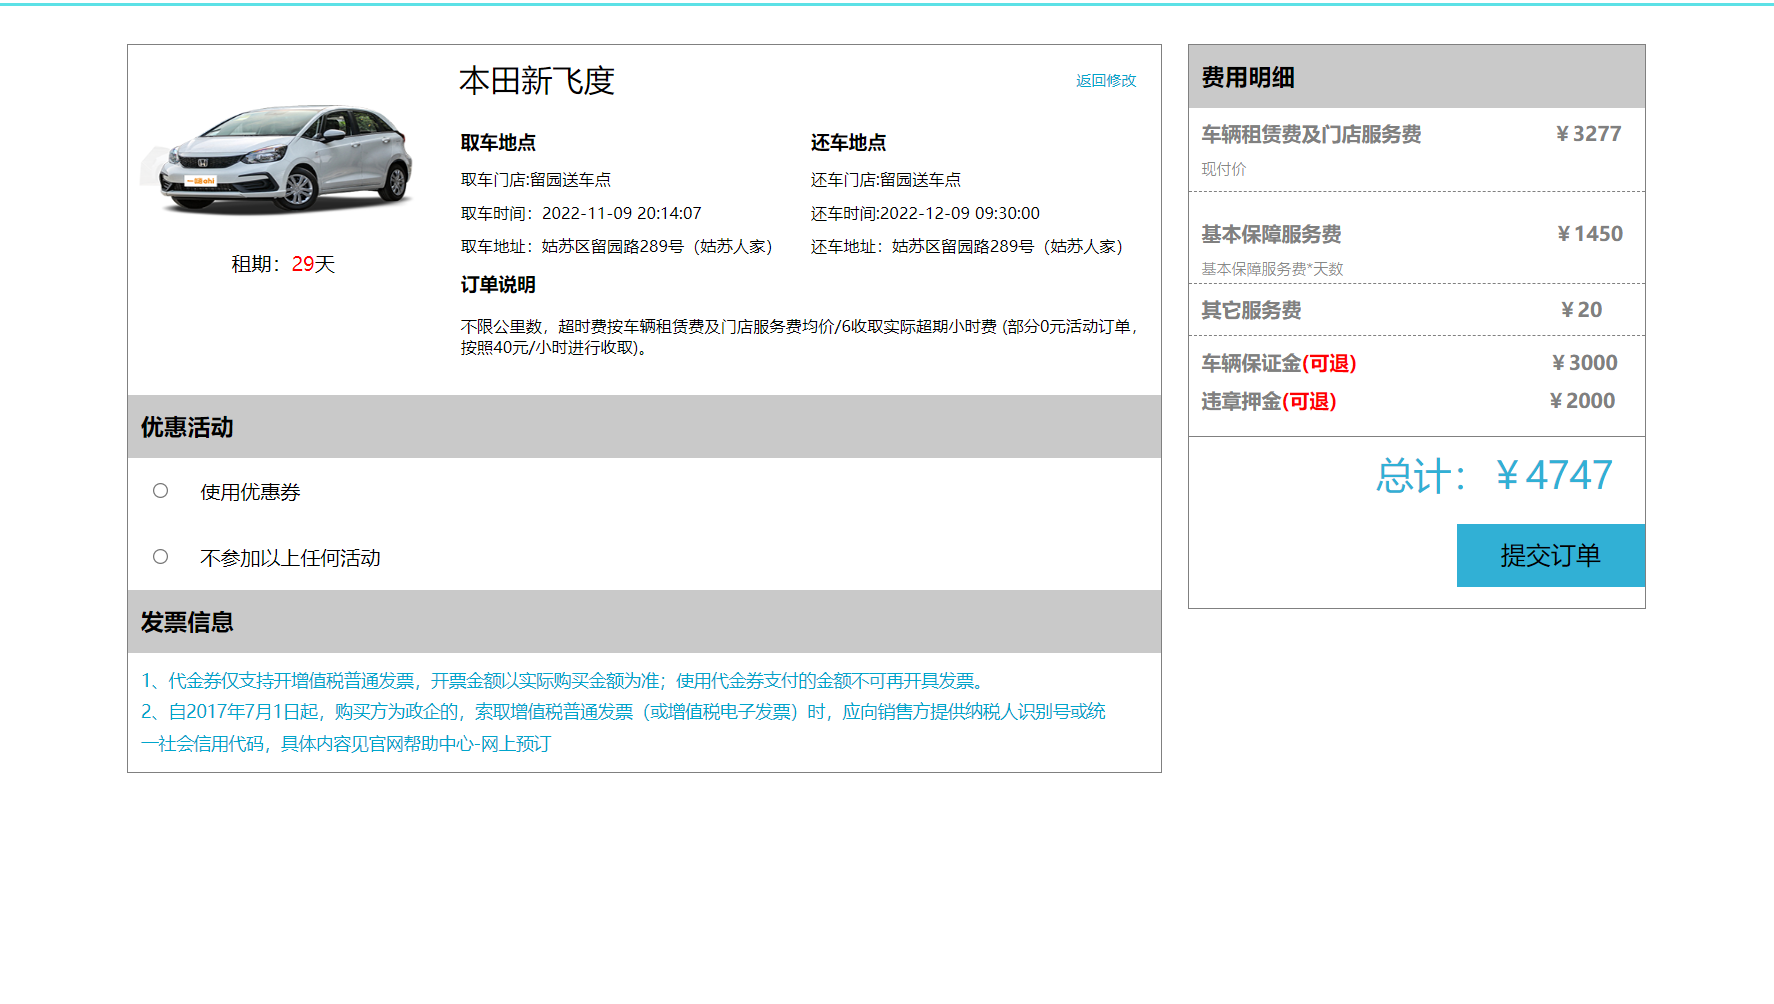 本田新飞度
返回修改
取车地点
还车地点
取车门店:留园送车点
还车门店:留园送车点
取车时间：2022-11-09 20:14:07
还车时间:2022-12-09 09:30:00
取车地址：姑苏区留园路289号（姑苏人家）
还车地址：姑苏区留园路289号（姑苏人家）
租期：29天
订单说明
不限公里数，超时费按车辆租赁费及门店服务费均价/6收取实际超期小时费 (部分0元活动订单，
按照40元/小时进行收取)。
优惠活动
使用优惠券
不参加以上任何活动
发票信息
1、代金券仅支持开增值税普通发票，开票金额以实际购买金额为准；使用代金券支付的金额不可再开具发票。
2、自2017年7月1日起，购买方为政企的，索取增值税普通发票（或增值税电子发票）时，应向销售方提供纳税人识别号或统
一社会信用代码，具体内容见官网帮助中心-网上预订
费用明细
车辆租赁费及门店服务费 ￥3277
现付价
基本保障服务费 ￥1450
基本保障服务费*天数
其它服务费 ￥20
车辆保证金(可退) ￥3000
违章押金(可退) ￥2000
总计：￥4747
提交订单